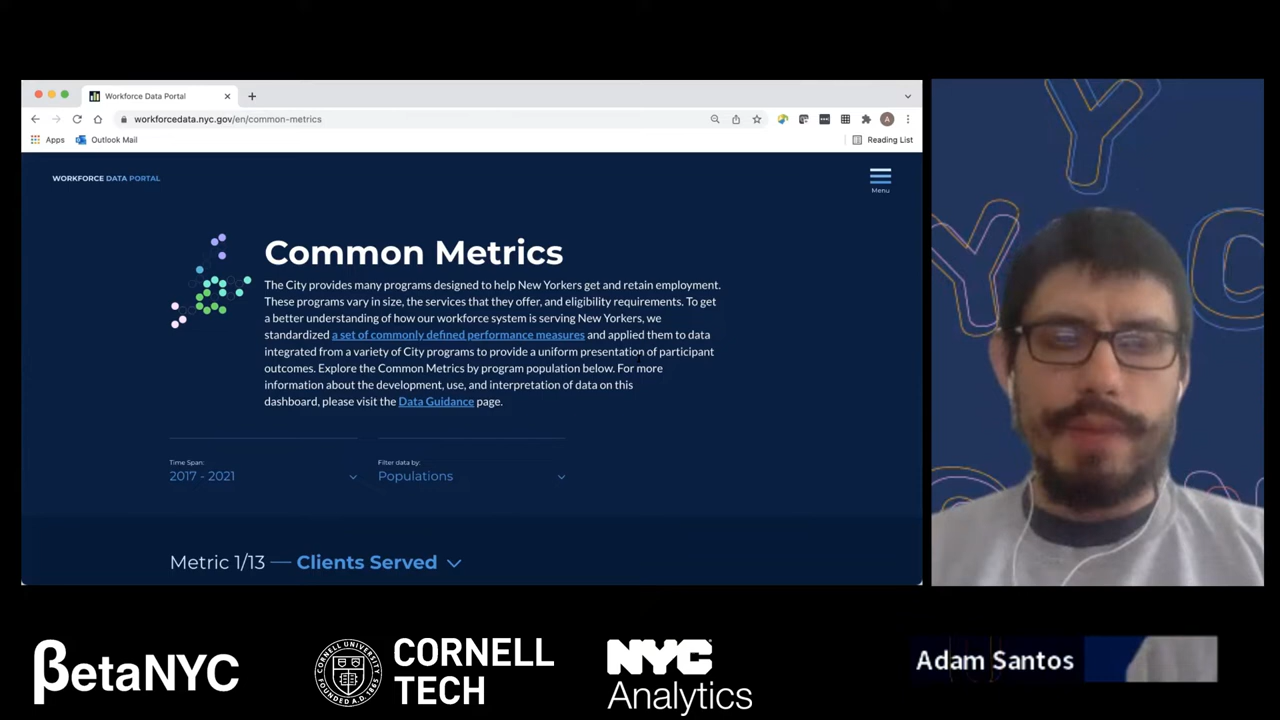 Workforce Data Portal
workforcedata.nyc.gov/en/common-metrics
A
Apps
Outlook Mail
Reading List
WORKFORCE DATA PORTAL
Menu
Common Metrics
The City provides many programs designed to help New Yorkers get and retain employment.
These programs vary in size, the services that they offer, and eligibility requirements. To get
a better understanding of how our workforce system is serving New Yorkers, we
standardized a set of commonly defined performance measures and applied them to data
integrated from a variety of City programs to provide a uniform presentation of participant
outcomes. Explore the Common Metrics by program population below. For more
information about the development, use, and interpretation of data on this
dashboard, please visit the Data Guidance page.
Time Span:
2017 - 2021
Filter data by:
Populations
Metric 1/13 — Clients Served
βetaNYC
CORNELL
TECH
NYC
Analytics
Adam Santos